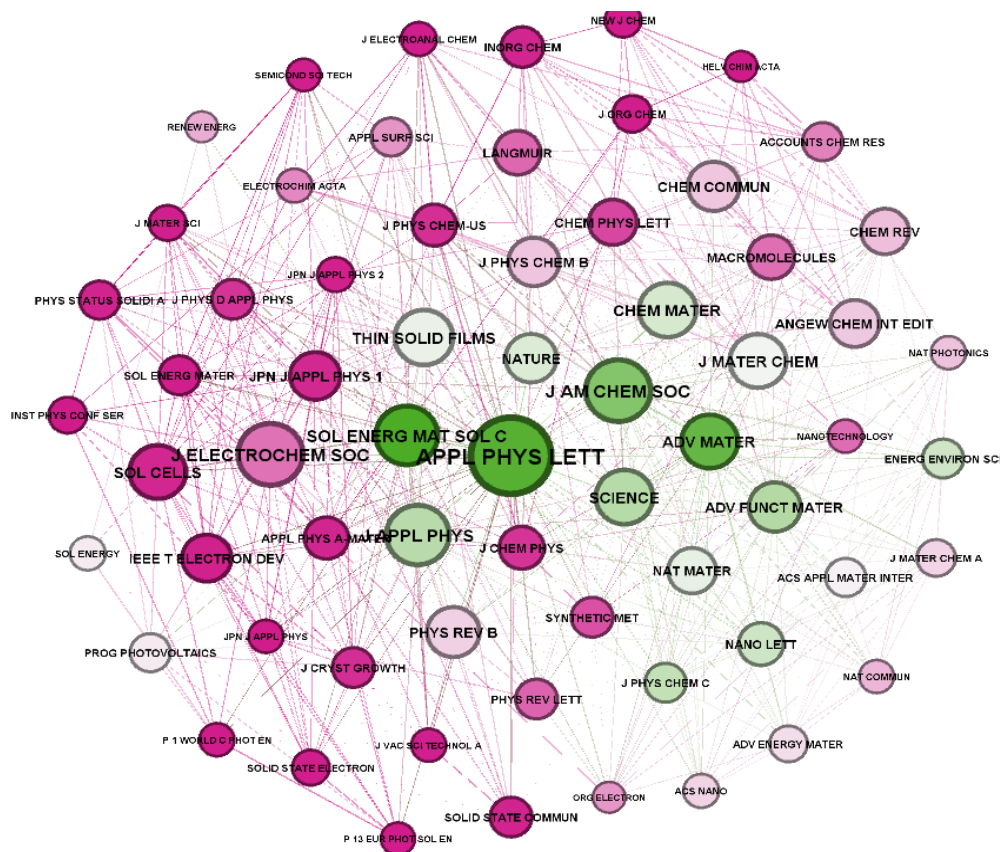 NEW J CHEM
J ELECTROANAL CHEM
INORG CHEM
HELV CHIM ACTA
SEMICOND SCI TECH
J ORG CHEM
RENEW ENERG
APPL SURF SCI
ACCOUNTS CHEM RES
LANGMUIR
ELECTROCHIM ACTA
CHEM COMMUN
J MATER SCI
J PHYS CHEM-US
CHEM PHYS LETT
CHEM REV
J PHYS CHEM B
MACROMOLECULES
JPN J APPL PHYS 2
PHYS STATUS SOLIDI A
J PHYS D APPL PHYS
CHEM MATER
ANGEW CHEM INT EDIT
THIN SOLID FILMS
NATURE
J MATER CHEM
NAT PHOTONICS
SOL ENERG MATER
JPN J APPL PHYS 1
J AM CHEM SOC
INST PHYS CONF SER
SOL ENERG MAT SOL C
ADV MATER
NANOTECHNOLOGY
J ELECTROCHEM SOC
APPL PHYS LETT
ENERG ENVIRON SCI
SOL CELLS
SCIENCE
ADV FUNCT MATER
J APPL PHYS
APPL PHYS A-MATER
J CHEM PHYS
SOL ENERGY
IEEE T ELECTRON DEV
J MATER CHEM A
NAT MATER
ACS APPL MATER INTER
SYNTHETIC MET
JPN J APPL PHYS
PHYS REV B
NANO LETT
PROG PHOTOVOLTAICS
J CRYST GROWTH
NAT COMMUN
J PHYS CHEM C
PHYS REV LETT
P 1 WORLD C PHOT EN
J VAC SCI TECHNOL A
ADV ENERGY MATER
SOLID STATE ELECTRON
ORG ELECTRON
ACS NANO
SOLID STATE COMMUN
P 13 EUR PHOT SOL EN